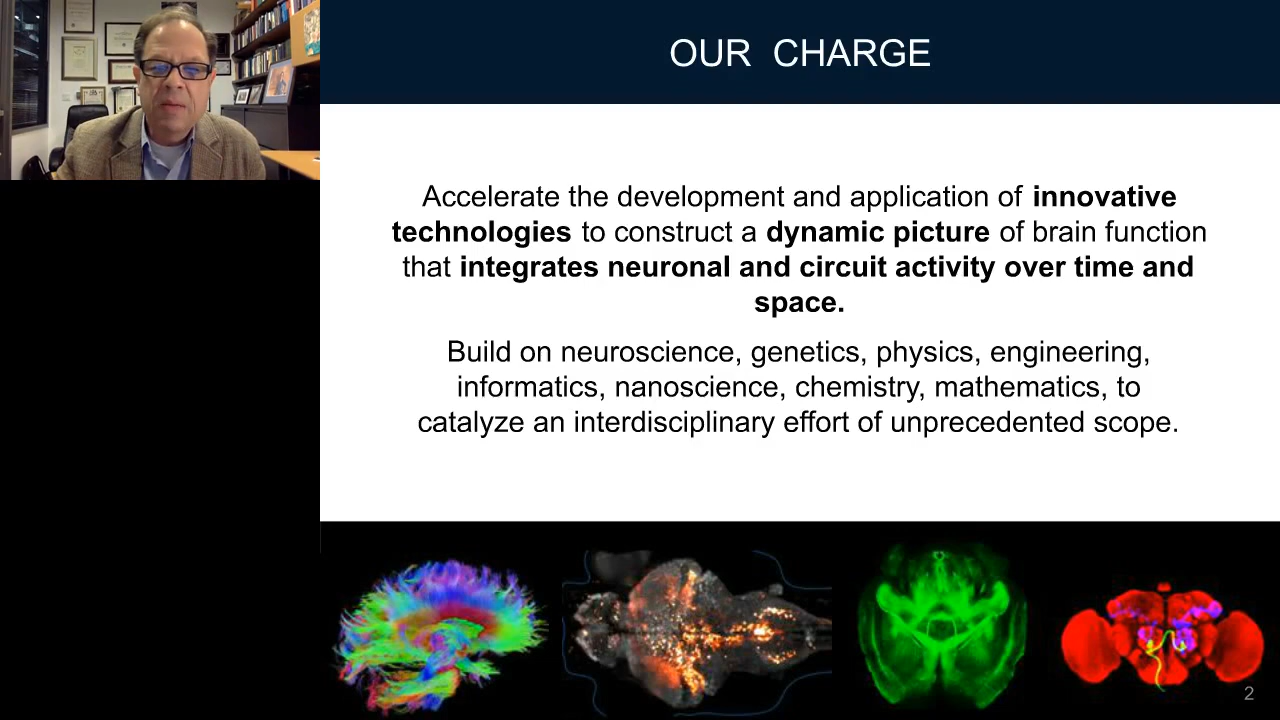 OUR CHARGE
Accelerate the development and application of innovative
technologies to construct a dynamic picture of brain function
that integrates neuronal and circuit activity over time and
space.
Build on neuroscience, genetics, physics, engineering,
informatics, nanoscience, chemistry, mathematics, to
catalyze an interdisciplinary effort of unprecedented scope.
2